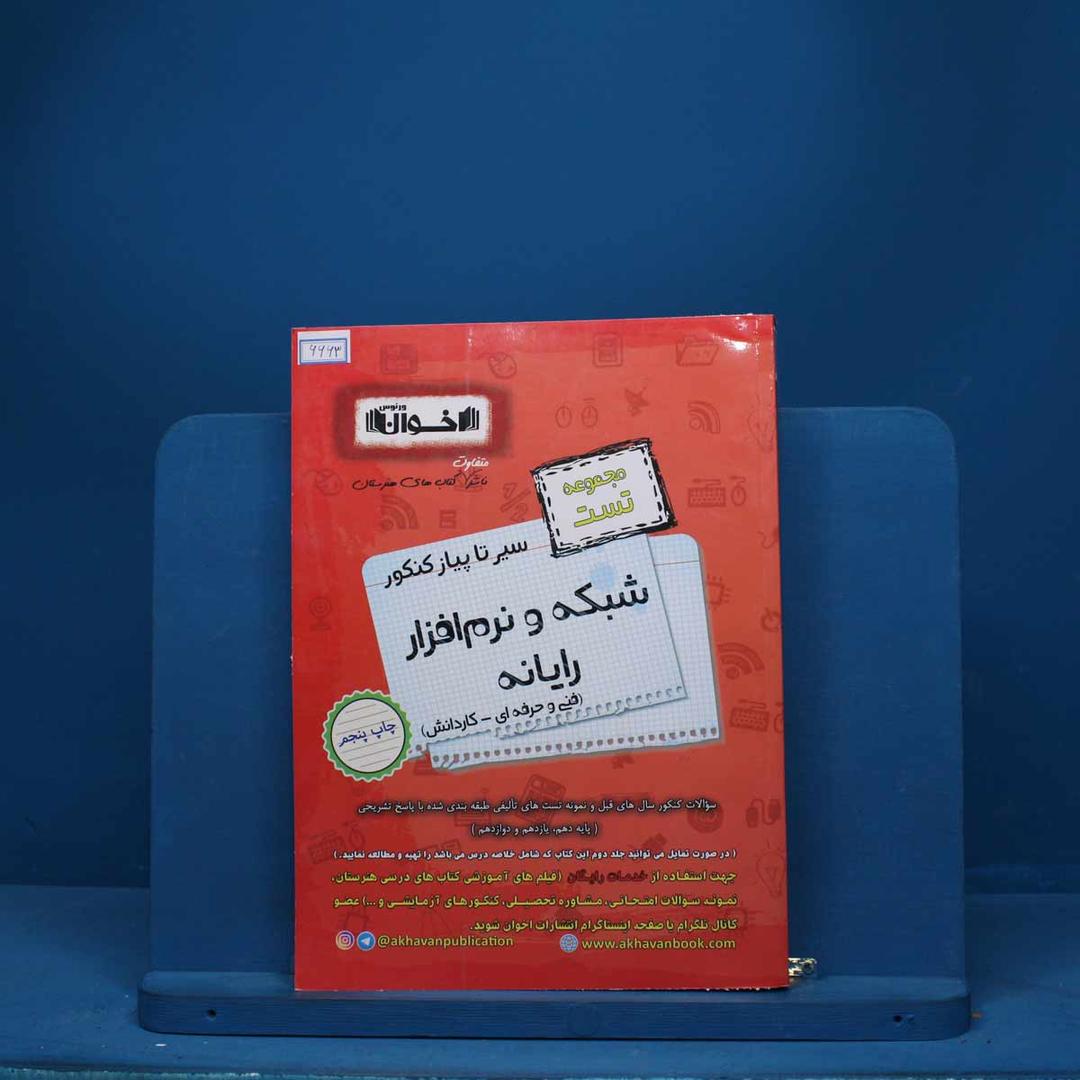 ۶۶۶۳
ورنوس
اخوان
متفاوت
ناشر کتاب های هنرستان
مجموعه
تست
سیر تا پیاز کنکور
شبکه و نرم‌افزار
رایانه
(فنی و حرفه ای - کاردانش)
چاپ پنجم
سؤالات کنکور سال های قبل و نمونه تست های تألیفی طبقه بندی شده با پاسخ تشریحی
( پایه دهم، یازدهم و دوازدهم )
( در صورت تمایل می توانید جلد دوم این کتاب که شامل خلاصه درس می باشد را تهیه و مطالعه نمایید. )
جهت استفاده از خدمات رایگان (فیلم های آموزشی کتاب های درسی هنرستان،
نمونه سؤالات امتحانی، مشاوره تحصیلی، کنکورهای آزمایشی و ...) عضو
کانال تلگرام یا صفحه اینستاگرام انتشارات اخوان شوید.
@akhavanpublication www.akhavanbook.com